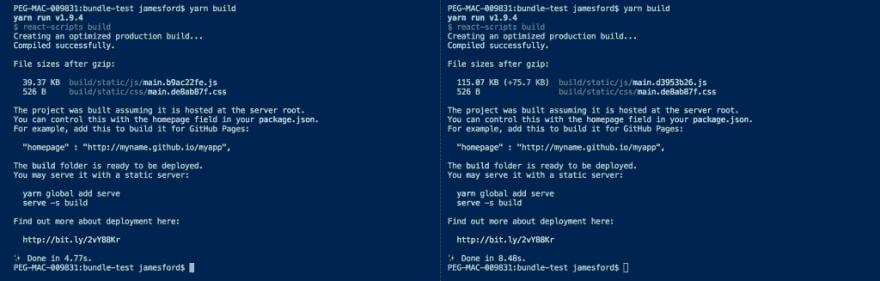 PEG-MAC-009831:bundle-test jamesford$ yarn build
yarn run v1.9.4
$ react-scripts build
Creating an optimized production build...
Compiled successfully.
File sizes after gzip:
39.37 KB build/static/js/main.b9ac22fe.js
526 B build/static/css/main.de8ab87f.css
The project was built assuming it is hosted at the server root.
You can control this with the homepage field in your package.json.
For example, add this to build it for GitHub Pages:
"homepage" : "http://myname.github.io/myapp",
The build folder is ready to be deployed.
You may serve it with a static server:
yarn global add serve
serve -s build
Find out more about deployment here:
http://bit.ly/2vY88Kr
✨ Done in 4.77s.
PEG-MAC-009831:bundle-test jamesford$
PEG-MAC-009831:bundle-test jamesford$ yarn build
yarn run v1.9.4
$ react-scripts build
Creating an optimized production build...
Compiled successfully.
File sizes after gzip:
115.07 KB (+75.7 KB) build/static/js/main.d3953b26.js
526 B build/static/css/main.de8ab87f.css
The project was built assuming it is hosted at the server root.
You can control this with the homepage field in your package.json.
For example, add this to build it for GitHub Pages:
"homepage" : "http://myname.github.io/myapp",
The build folder is ready to be deployed.
You may serve it with a static server:
yarn global add serve
serve -s build
Find out more about deployment here:
http://bit.ly/2vY88Kr
✨ Done in 8.48s.
PEG-MAC-009831:bundle-test jamesford$